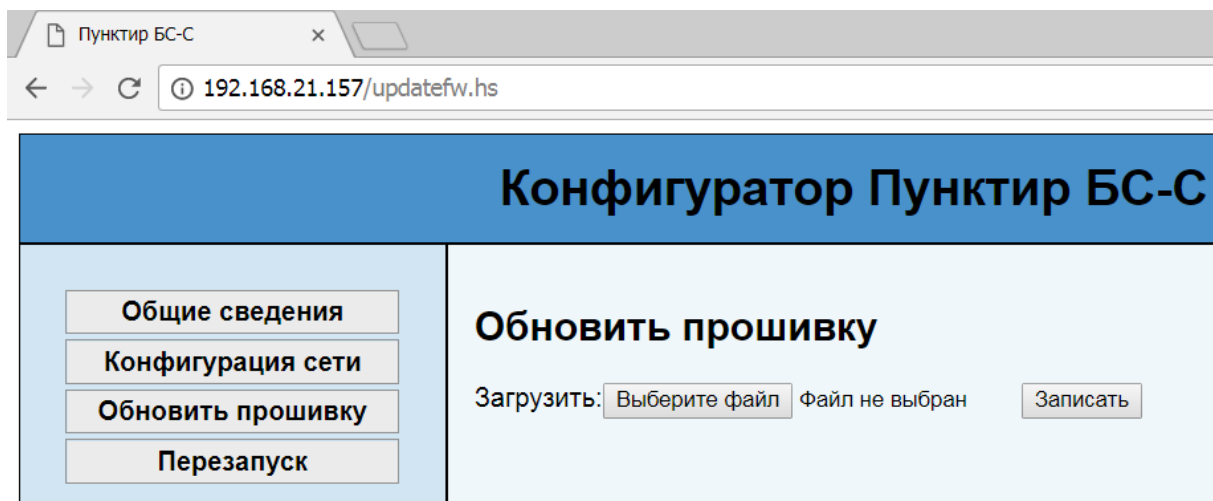 Пунктир БС-С
192.168.21.157/updatefw.hs
Конфигуратор Пунктир БС-С
Общие сведения
Конфигурация сети
Обновить прошивку
Перезапуск
Обновить прошивку
Загрузить: Выберите файл Файл не выбран Записать